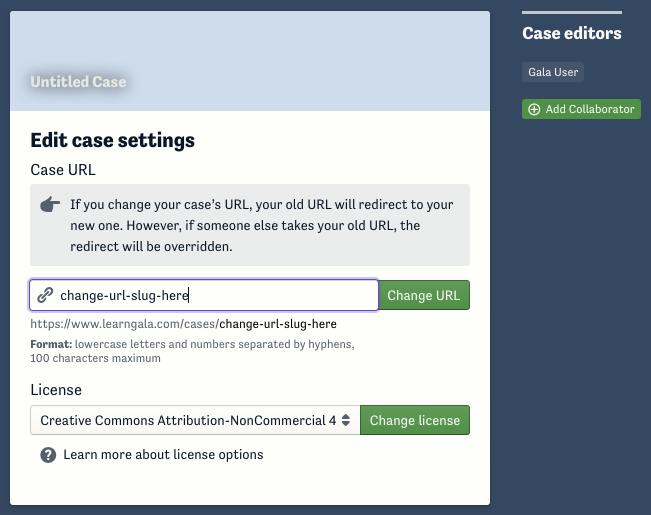 Untitled Case
Edit case settings
Case URL
If you change your case's URL, your old URL will redirect to your
new one. However, if someone else takes your old URL, the
redirect will be overridden.
change-url-slug-here
Change URL
https://www.learngala.com/cases/change-url-slug-here
Format: lowercase letters and numbers separated by hyphens,
100 characters maximum
License
Creative Commons Attribution-NonCommercial 4
Change license
Learn more about license options
Case editors
Gala User
Add Collaborator